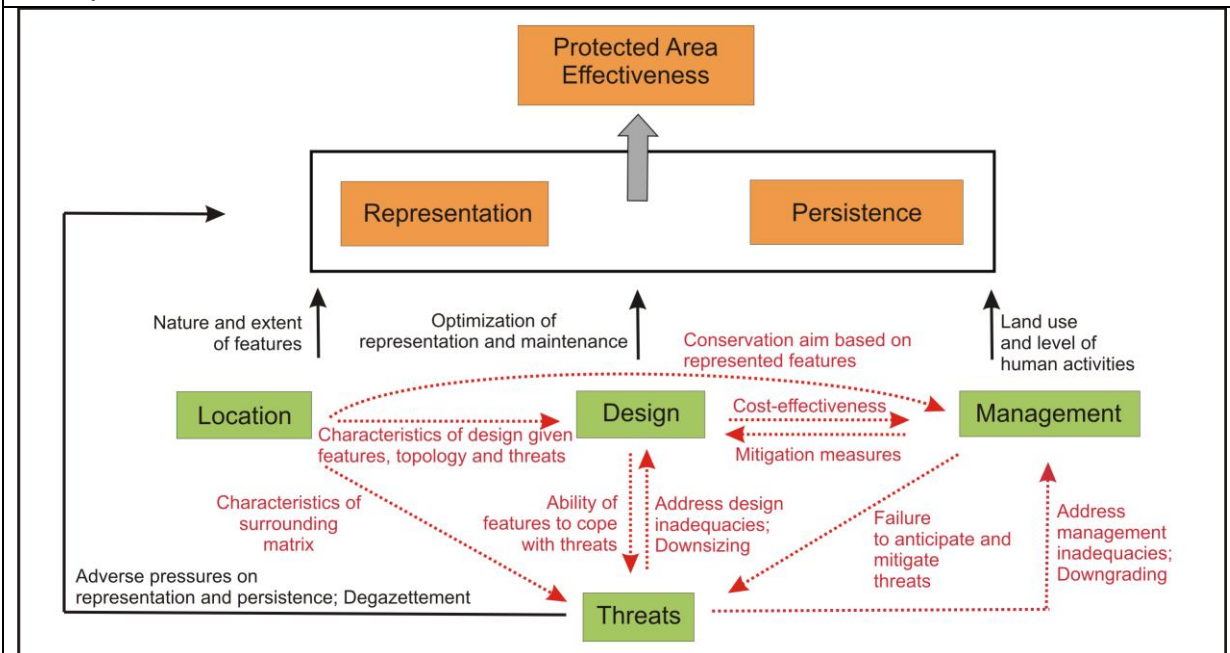 Protected Area
Effectiveness
Representation
Persistence
Nature and extent
of features
Optimization of
representation and maintenance
Conservation aim based on
represented features
Land use
and level of
human activities
Location
Design
Management
Cost-effectiveness
Mitigation measures
Characteristics of design given
features, topology and threats
Characteristics of
surrounding
matrix
Ability of
features to cope
with threats
Address design
inadequacies;
Downsizing
Failure
to anticipate and
mitigate
threats
Address
management
inadequacies;
Downgrading
Adverse pressures on
representation and persistence; Degazettement
Threats